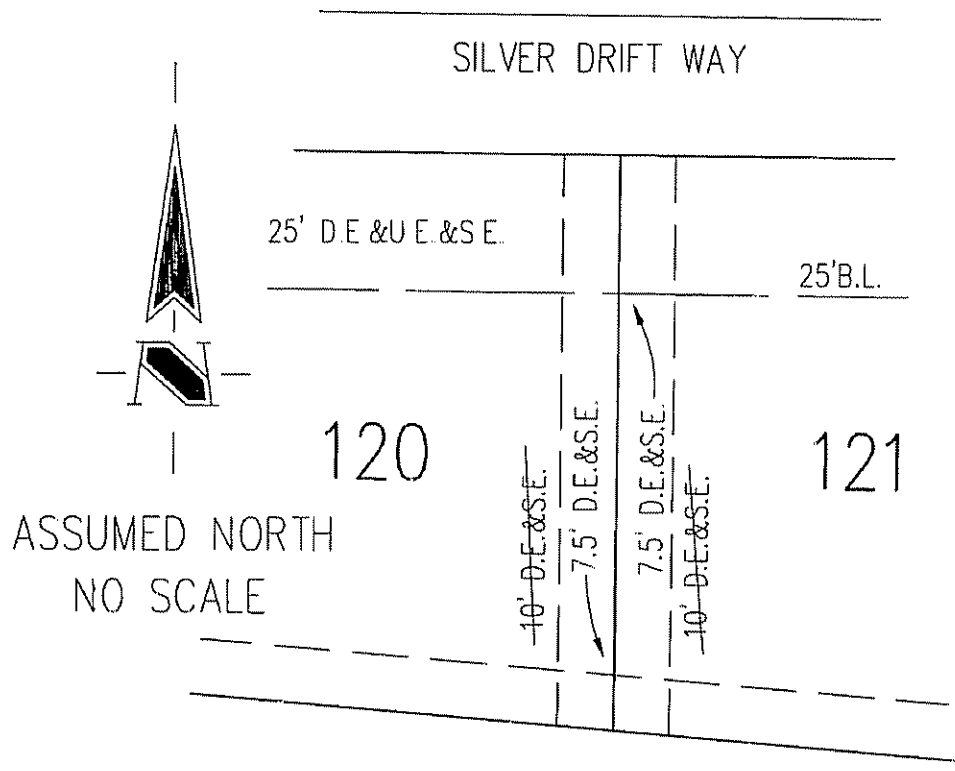 SILVER DRIFT WAY
25' D.E &U E.&S E.
25'B.L.
N
120
121
10' D.E.&S.E.
7.5' D.E.&S.E.
7.5' D.E.&S.E.
10' D.E.&S.E.
ASSUMED NORTH
NO SCALE